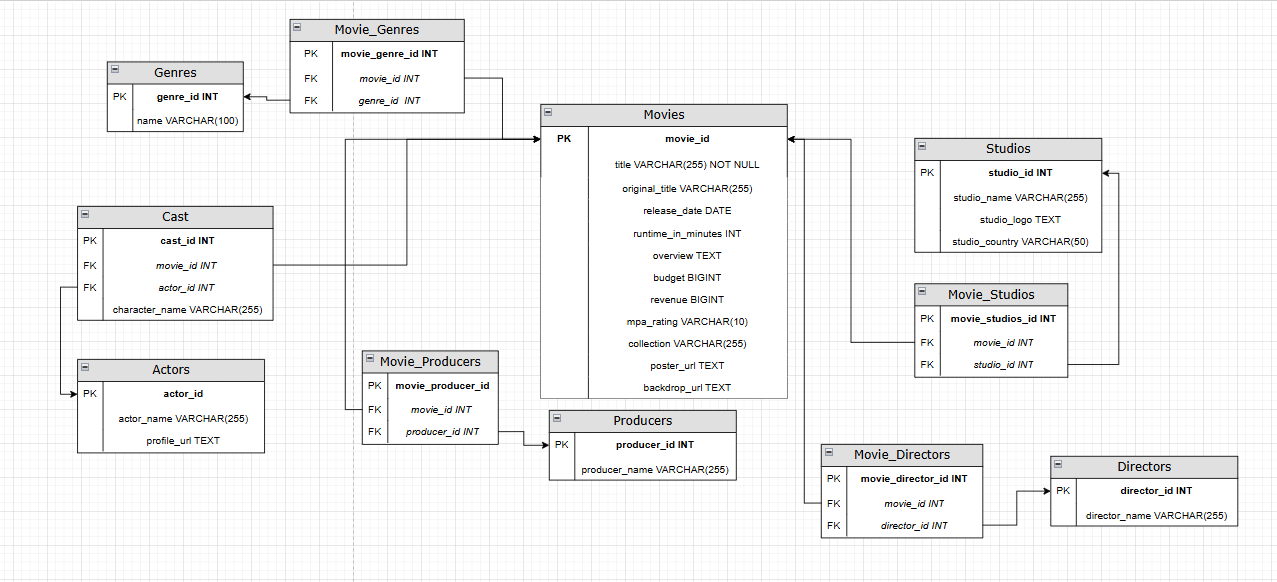 Movie_Genres
PK movie_genre_id INT
FK movie_id INT
FK genre_id INT
Genres
PK genre_id INT
name VARCHAR(100)
Movies
PK movie_id
title VARCHAR(255) NOT NULL
original_title VARCHAR(255)
release_date DATE
runtime_in_minutes INT
overview TEXT
budget BIGINT
revenue BIGINT
mpa_rating VARCHAR(10)
collection VARCHAR(255)
poster_url TEXT
backdrop_url TEXT
Studios
PK studio_id INT
studio_name VARCHAR(255)
studio_logo TEXT
studio_country VARCHAR(50)
Cast
PK cast_id INT
FK movie_id INT
FK actor_id INT
character_name VARCHAR(255)
Movie_Studios
PK movie_studios_id INT
FK movie_id INT
FK studio_id INT
Actors
PK actor_id
actor_name VARCHAR(255)
profile_url TEXT
Movie_Producers
PK movie_producer_id
FK movie_id INT
FK producer_id INT
Producers
PK producer_id INT
producer_name VARCHAR(255)
Movie_Directors
PK movie_director_id INT
FK movie_id INT
FK director_id INT
Directors
PK director_id INT
director_name VARCHAR(255)